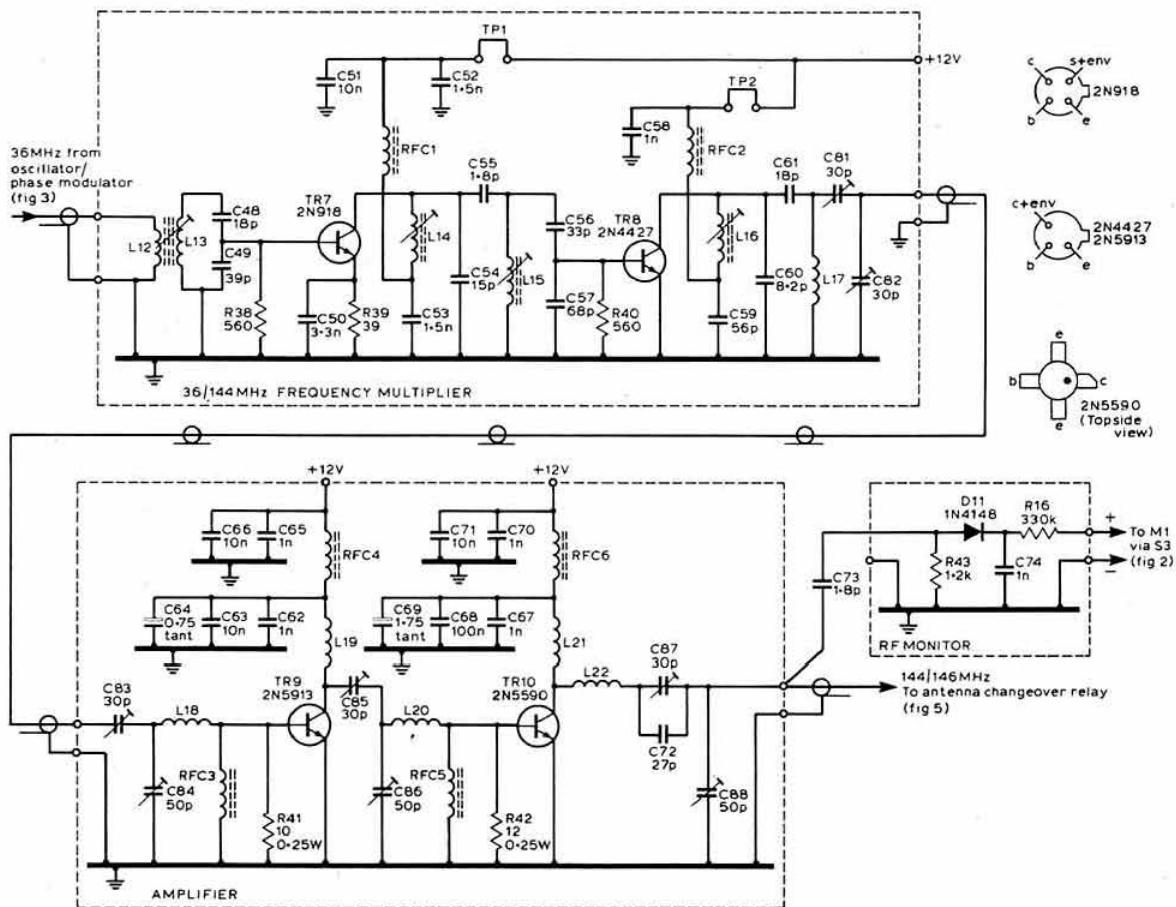 TP1
+12V
C51
10n
C52
1·5n
TP2
C58
1n
RFC1
RFC2
36MHz from
oscillator/
phase modulator
(fig 3)
C55
1·8p
C61
18p
C81
30p
TR7
2N918
C48
18p
C56
33p
TR8
2N4427
L12
L13
L14
L16
C49
39p
C54
15p
L15
C57
68p
C60
8·2p
L17
C82
30p
R38
560
C50
3·3n
R39
39
C53
1·5n
R40
560
C59
56p
36/144MHz FREQUENCY MULTIPLIER
c
s+env
2N918
b
e
c+env
2N4427
2N5913
b
e
e
b
c
2N5590
(Topside
view)
e
+12V
+12V
C66
10n
C65
1n
RFC4
C71
10n
C70
1n
RFC6
C64
0·75
tant
C63
10n
C62
1n
L19
C69
1·75
tant
C68
100n
C67
1n
L21
D11
1N4148
R16
330k
+
To M1
via S3
(fig 2)
–
C73
1·8p
R43
1·2k
C74
1n
RF MONITOR
C83
30p
L18
TR9
2N5913
C85
30p
L20
TR10
2N5590
L22
C87
30p
144/146MHz
To antenna changeover relay
(fig 5)
C72
27p
C84
50p
RFC3
R41
10
0·25W
C86
50p
RFC5
R42
12
0·25W
C88
50p
AMPLIFIER